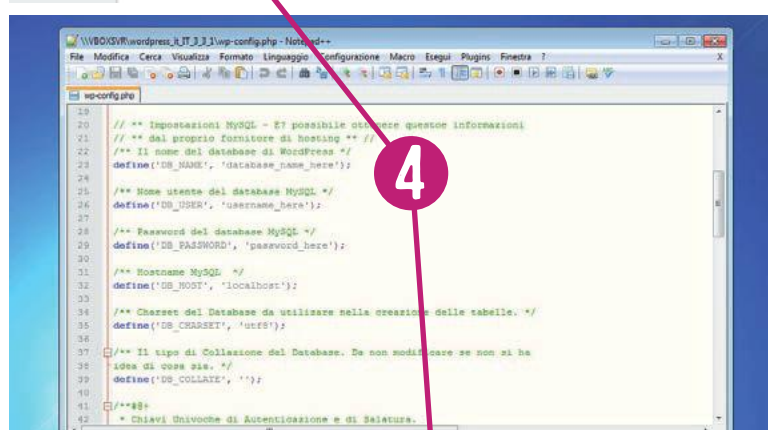 \\VBOXSVR\wordpress_it_IT_3_3_1\wp-config.php - Notepad++
File Modifica Cerca Visualizza Formato Linguaggio Configurazione Macro Esegui Plugins Finestra ? X
wp-config.php
19
20 // ** Impostazioni MySQL - E? possibile ottenere questoe informazioni
21 // ** dal proprio fornitore di hosting ** //
22 /** Il nome del database di WordPress */
23 define('DB_NAME', 'database_name_here');
24
25 /** Nome utente del database MySQL */
26 define('DB_USER', 'username_here');
27
28 /** Password del database MySQL */
29 define('DB_PASSWORD', 'password_here');
30
31 /** Hostname MySQL */
32 define('DB_HOST', 'localhost');
33
34 /** Charset del Database da utilizare nella creazione delle tabelle. */
35 define('DB_CHARSET', 'utf8');
36
37 /** Il tipo di Collazione del Database. Da non modificare se non si ha
38 idea di cosa sia. */
39 define('DB_COLLATE', '');
40
41 /**#@+
42 * Chiavi Univoche di Autenticazione e di Salatura.
4